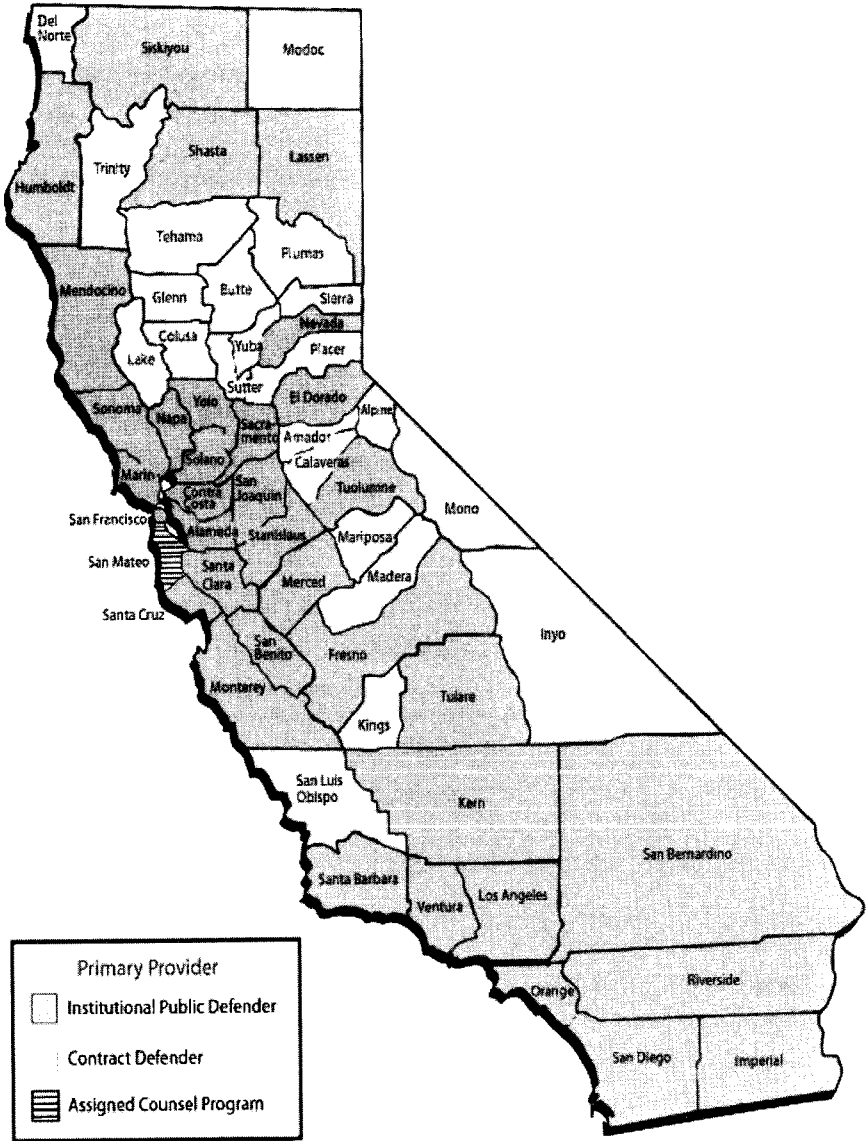 Del
Norte
Siskiyou
Modoc
Humboldt
Trinity
Shasta
Lassen
Tehama
Plumas
Mendocino
Glenn
Butte
Sierra
Colusa
Nevada
Lake
Yuba
Placer
Sutter
El Dorado
Sonoma
Napa
Yolo
Sacra-
mento
Alpine
Amador
Solano
Calaveras
Marin
Contra
Costa
San
Joaquin
Tuolumne
Mono
San Francisco
Alameda
Stanislaus
Mariposa
San Mateo
Santa
Clara
Merced
Madera
Santa Cruz
San
Benito
Fresno
Inyo
Monterey
Tulare
Kings
San Luis
Obispo
Kern
San Bernardino
Santa Barbara
Ventura
Los Angeles
Orange
Riverside
San Diego
Imperial
Primary Provider
Institutional Public Defender
Contract Defender
Assigned Counsel Program